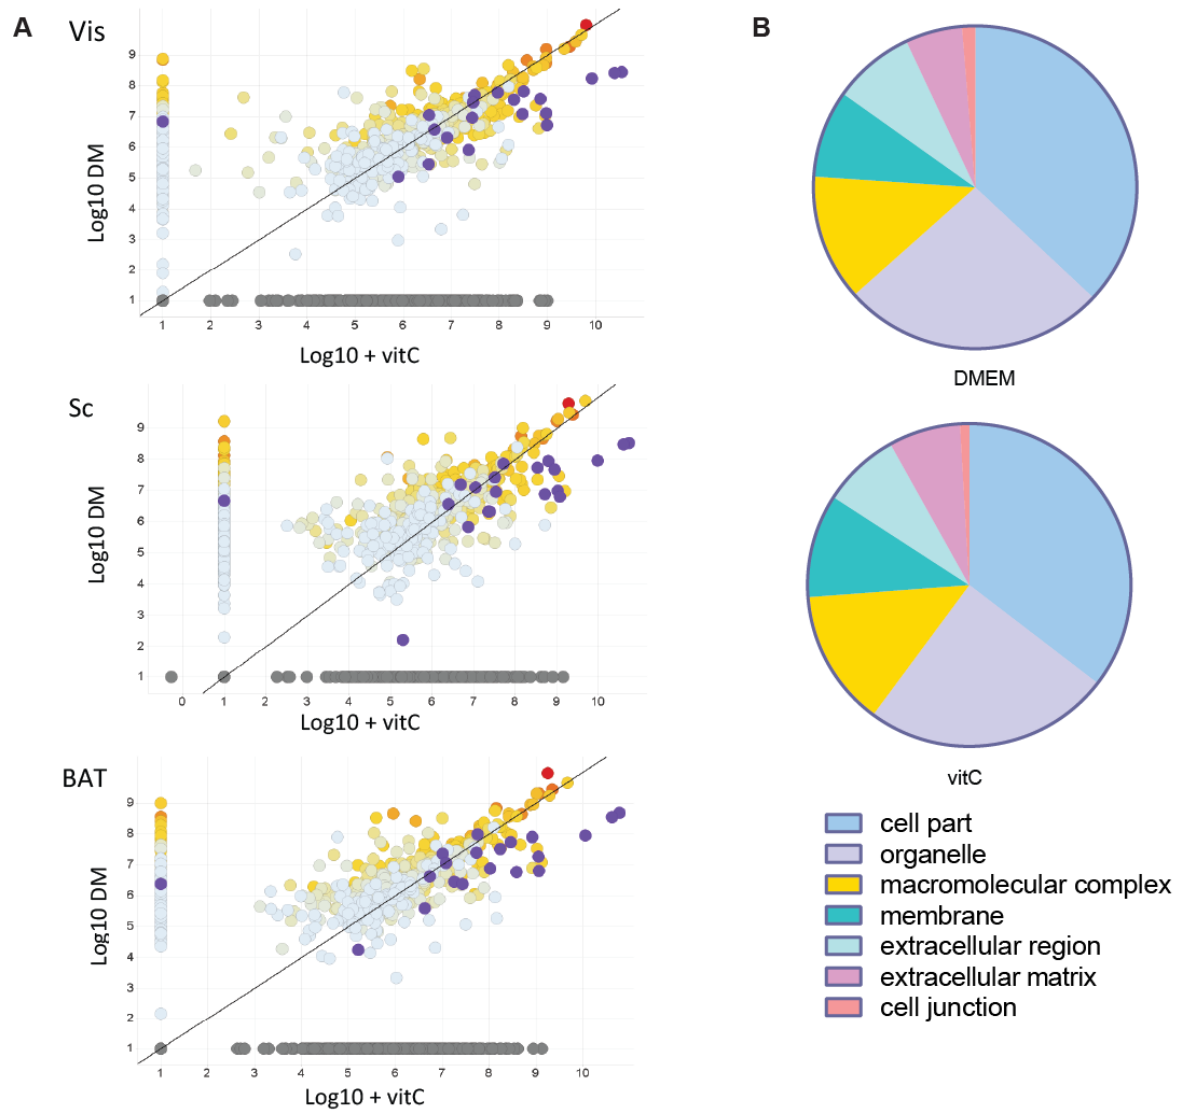 A
Vis
Log10 DM
9
8
7
6
5
4
3
2
1
1 2 3 4 5 6 7 8 9 10
Log10 + vitC
Sc
Log10 DM
9
8
7
6
5
4
3
2
1
0 1 2 3 4 5 6 7 8 9 10
Log10 + vitC
BAT
Log10 DM
9
8
7
6
5
4
3
2
1
1 2 3 4 5 6 7 8 9 10
Log10 + vitC
B
DMEM
vitC
cell part
organelle
macromolecular complex
membrane
extracellular region
extracellular matrix
cell junction